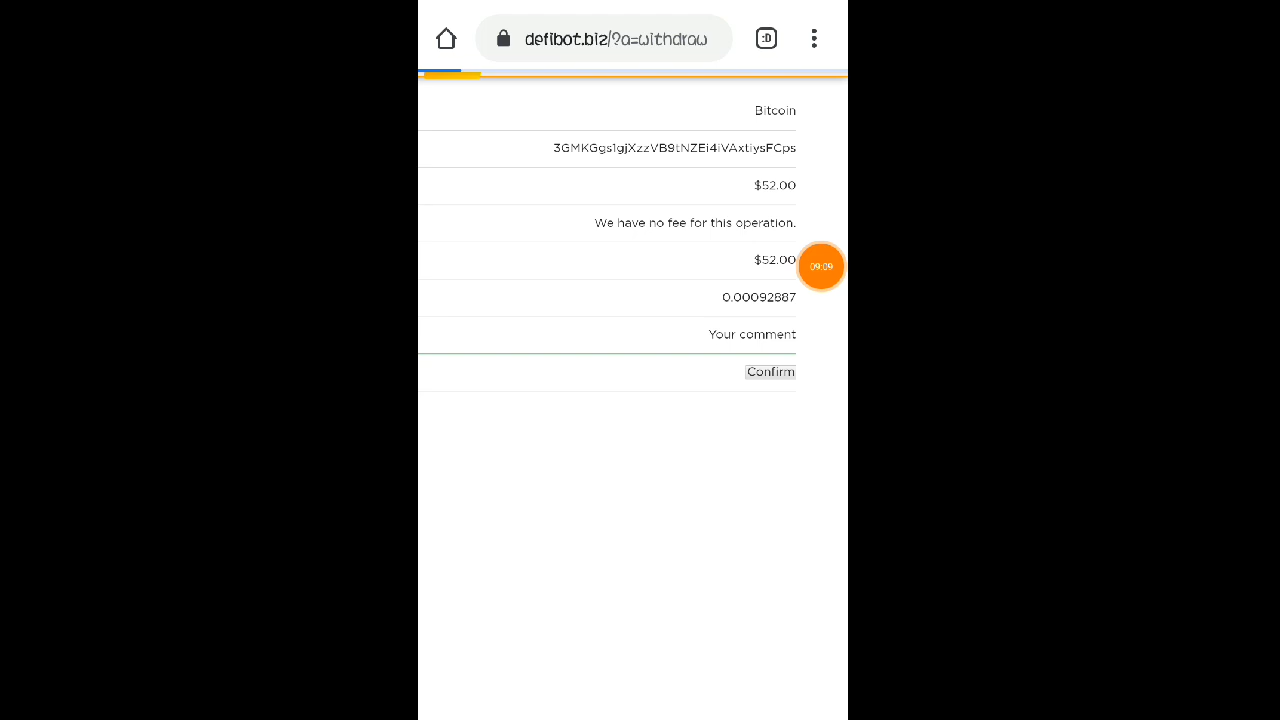 defibot.biz/?a=withdraw
:D
Bitcoin
3GMKGgs1gjXzzVB9tNZEi4iVAxtiysFCps
$52.00
We have no fee for this operation.
$52.00
09:09
0.00092887
Your comment
Confirm